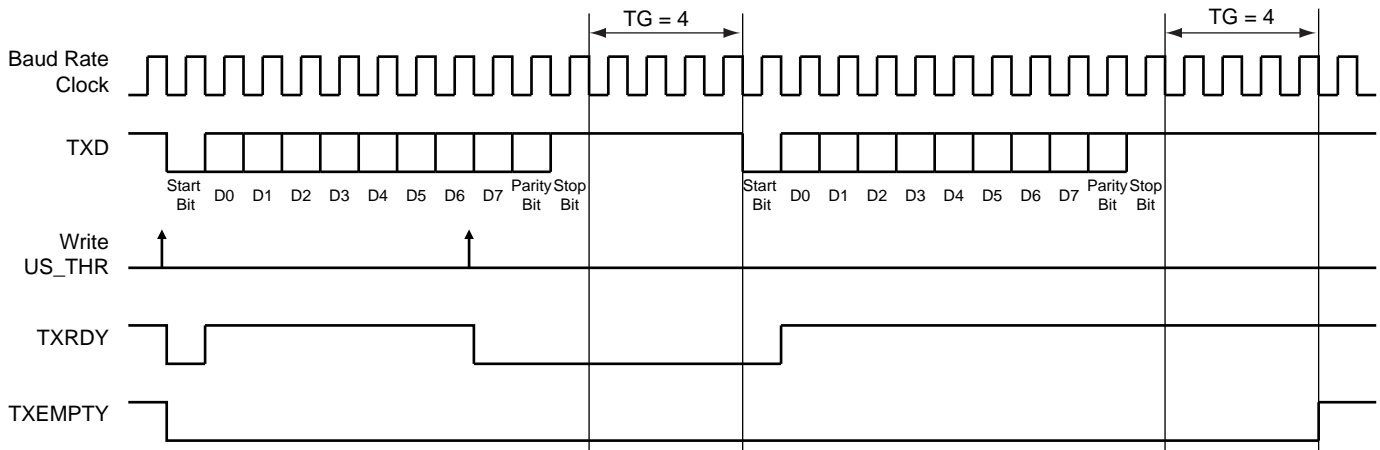 TG = 4
TG = 4
Baud Rate
Clock
TXD
Start
Bit
D0
D1
D2
D3
D4
D5
D6
D7
Parity
Bit
Stop
Bit
Start
Bit
D0
D1
D2
D3
D4
D5
D6
D7
Parity
Bit
Stop
Bit
Write
US_THR
TXRDY
TXEMPTY